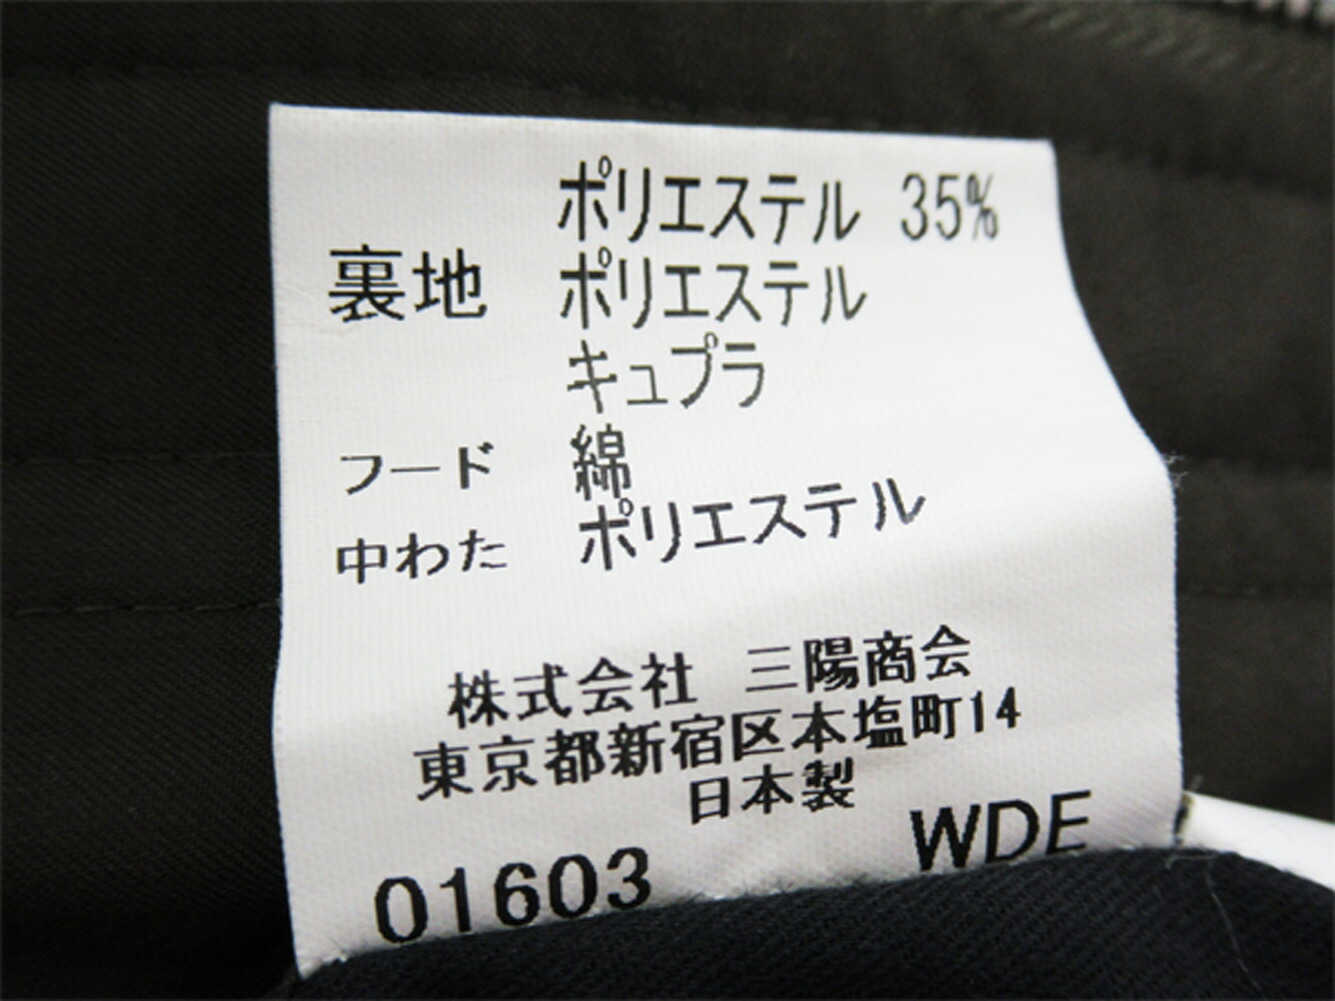 ポリエステル 35%
裏地 ポリエステル
キュプラ
フード 綿
中わた ポリエステル
株式会社 三陽商会
東京都新宿区本塩町14
日本製
01603 WDE